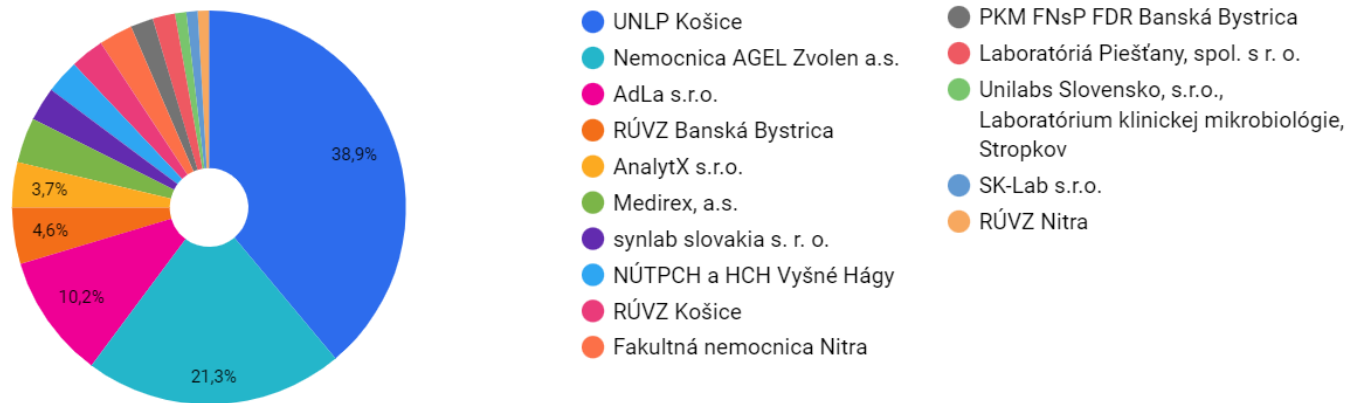 38,9%
21,3%
10,2%
4,6%
3,7%
UNLP Košice
Nemocnica AGEL Zvolen a.s.
AdLa s.r.o.
RÚVZ Banská Bystrica
AnalytX s.r.o.
Medirex, a.s.
synlab slovakia s. r. o.
NÚTPCH a HCH Vyšné Hágy
RÚVZ Košice
Fakultná nemocnica Nitra
PKM FNsP FDR Banská Bystrica
Laboratóriá Piešťany, spol. s r. o.
Unilabs Slovensko, s.r.o.,
Laboratórium klinickej mikrobiológie,
Stropkov
SK-Lab s.r.o.
RÚVZ Nitra